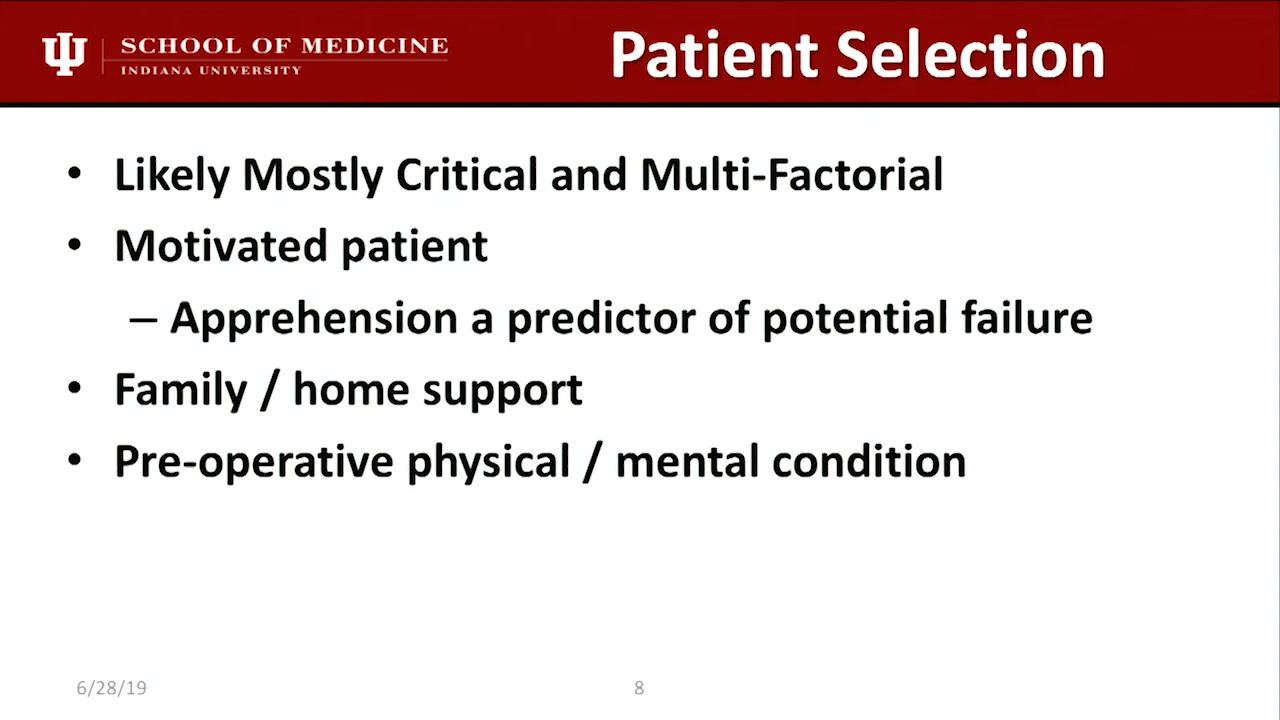 SCHOOL OF MEDICINE
INDIANA UNIVERSITY
Patient Selection
• Likely Mostly Critical and Multi-Factorial
• Motivated patient
– Apprehension a predictor of potential failure
• Family / home support
• Pre-operative physical / mental condition
6/28/19
8